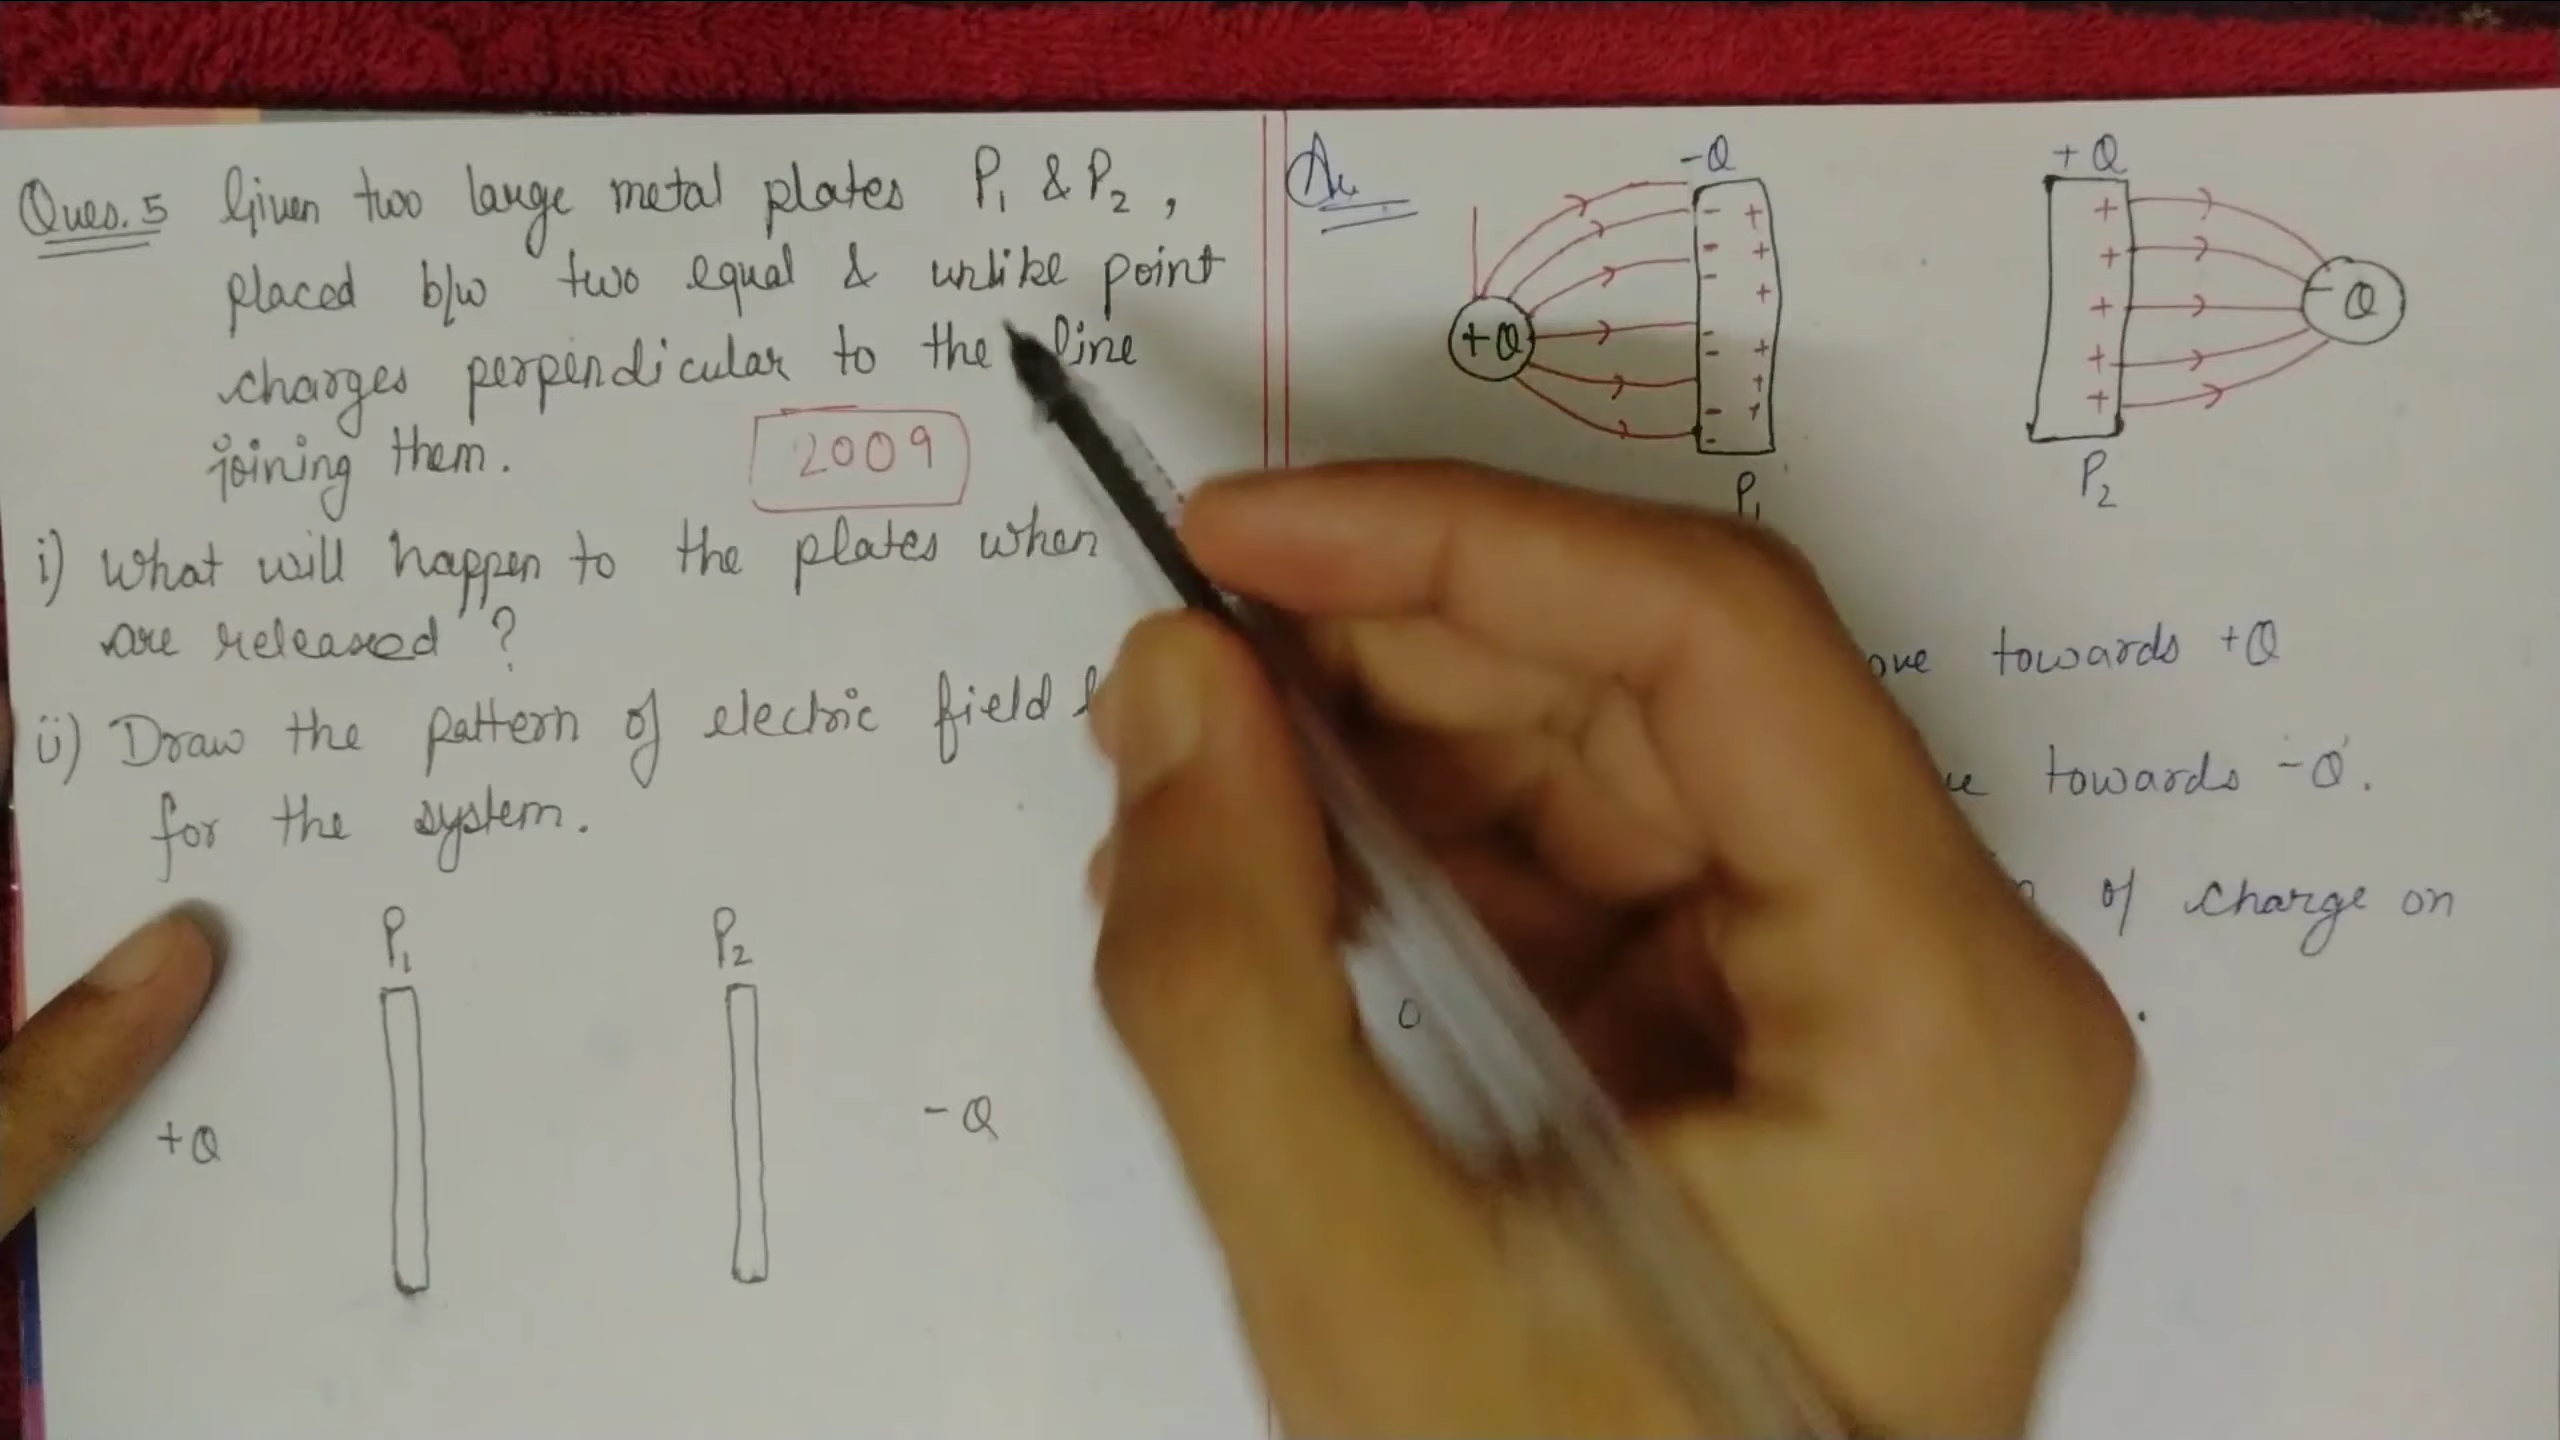 Ques. 5 Given two large metal plates P₁ & P₂,
placed b/w two equal & unlike point
charges perpendicular to the line
joining them.
2009
i) What will happen to the plates when
are released ?
ii) Draw the pattern of electric field
for the system.
P₁ P₂
+Q -Q
-Q +Q
+Q -Q
P₁ P₂
towards +Q
towards -Q.
of charge on